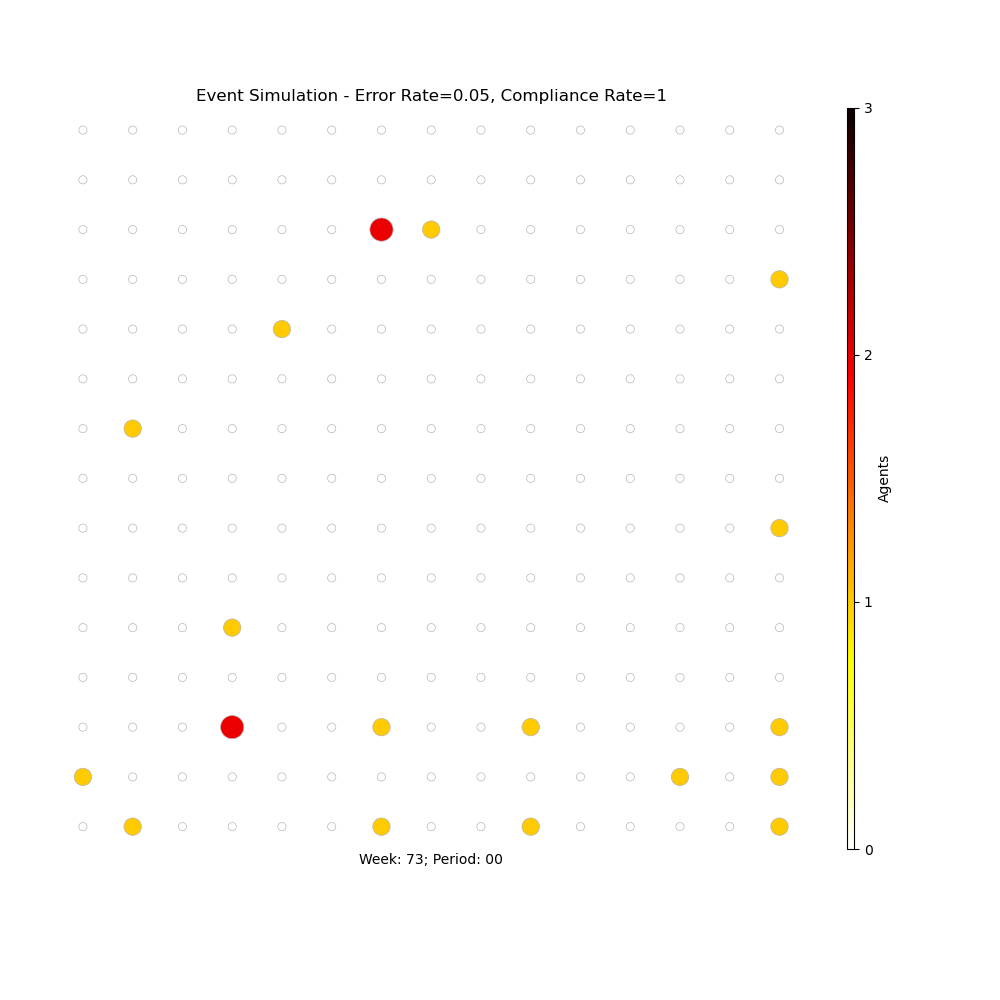 Event Simulation - Error Rate=0.05, Compliance Rate=1
3
2
Agents
1
0
Week: 73; Period: 00